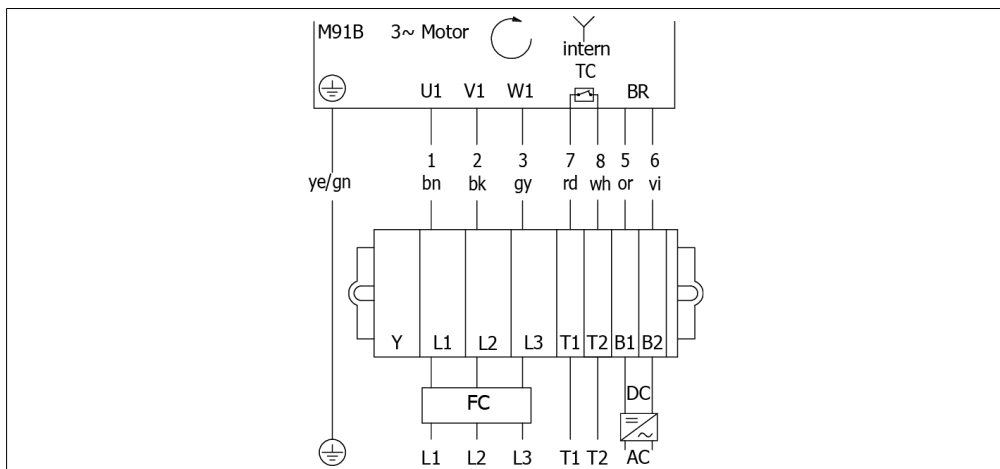 M91B 3~ Motor
intern
TC
U1 V1 W1 BR
1 2 3 7 8 5 6
ye/gn bn bk gy rd wh or vi
Y L1 L2 L3 T1 T2 B1 B2
FC DC
L1 L2 L3 T1 T2 AC